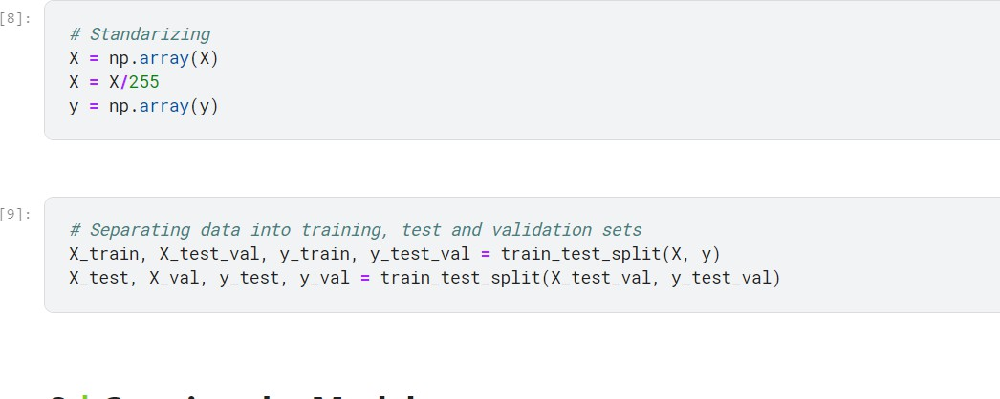 [8]:
# Standarizing
X = np.array(X)
X = X/255
y = np.array(y)
[9]:
# Separating data into training, test and validation sets
X_train, X_test_val, y_train, y_test_val = train_test_split(X, y)
X_test, X_val, y_test, y_val = train_test_split(X_test_val, y_test_val)